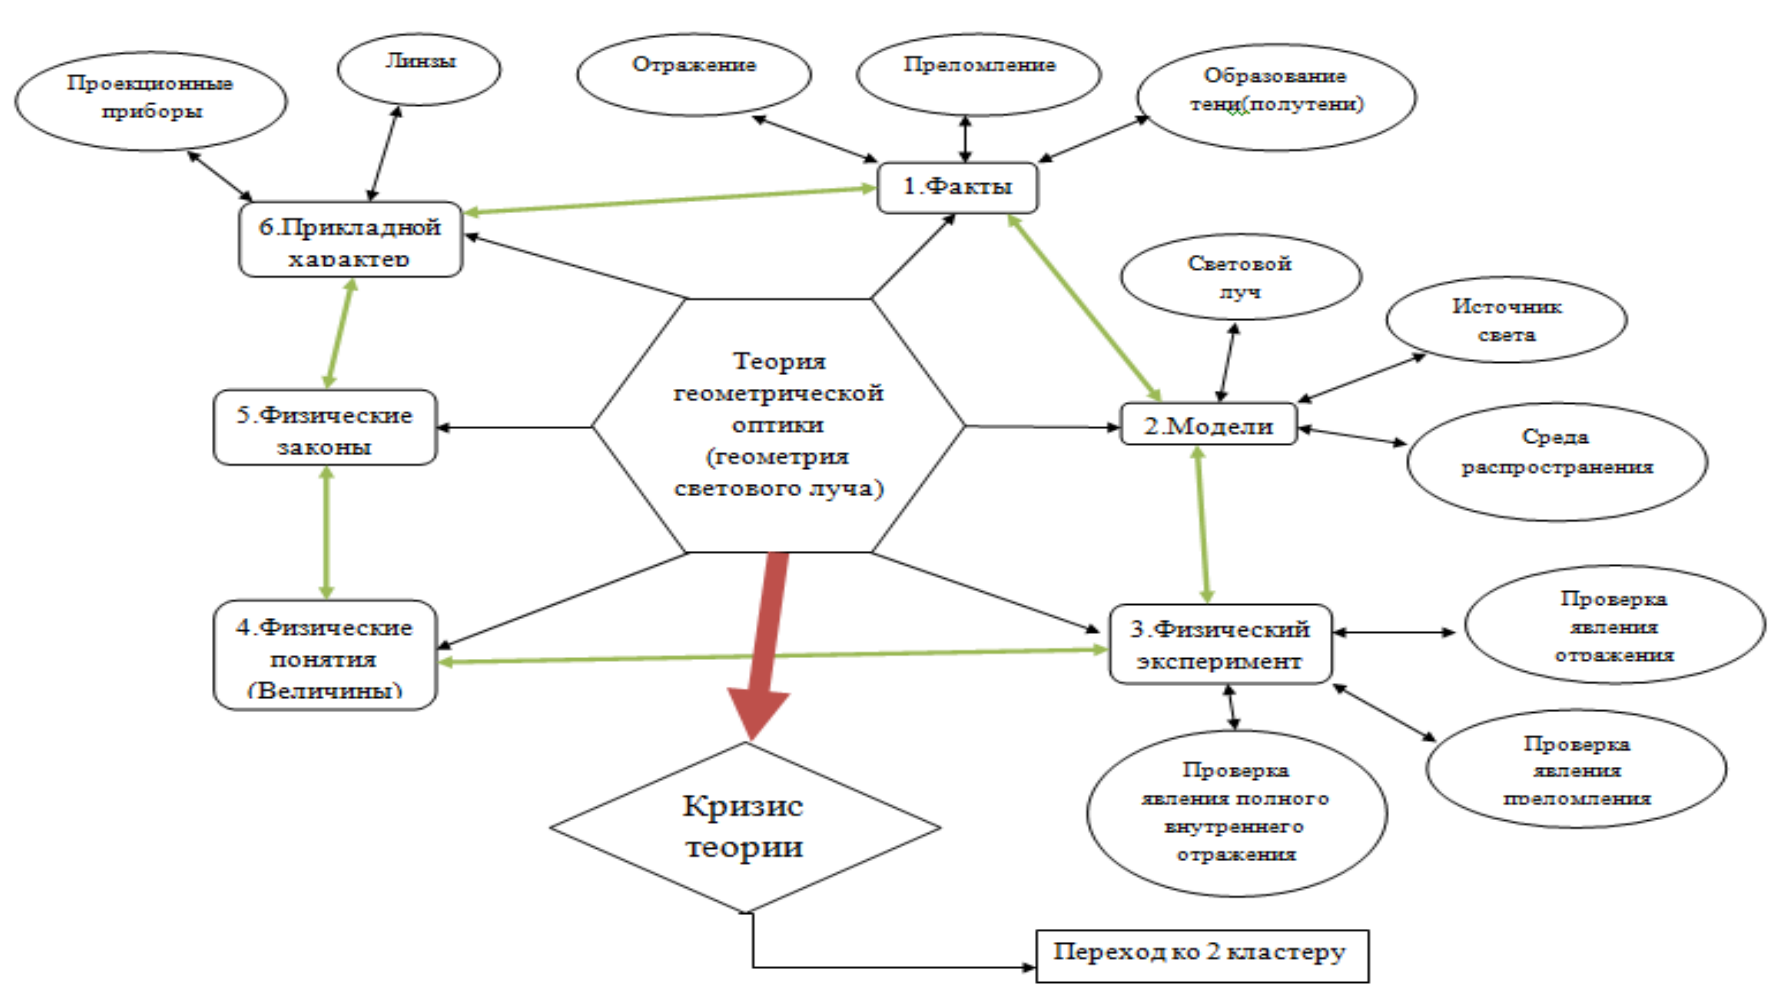 Линзы
Проекционные
приборы
Отражение
Преломление
Образование
тени(полутени)
1.Факты
6.Прикладной
характер
Световой
луч
Источник
света
Теория
геометрической
оптики
(геометрия
светового луча)
5.Физические
законы
2.Модели
Среда
распространения
4.Физические
понятия
(Величины)
3.Физический
эксперимент
Проверка
явления
отражения
Проверка
явления
преломления
Проверка
явления полного
внутреннего
отражения
Кризис
теории
Переход ко 2 кластеру